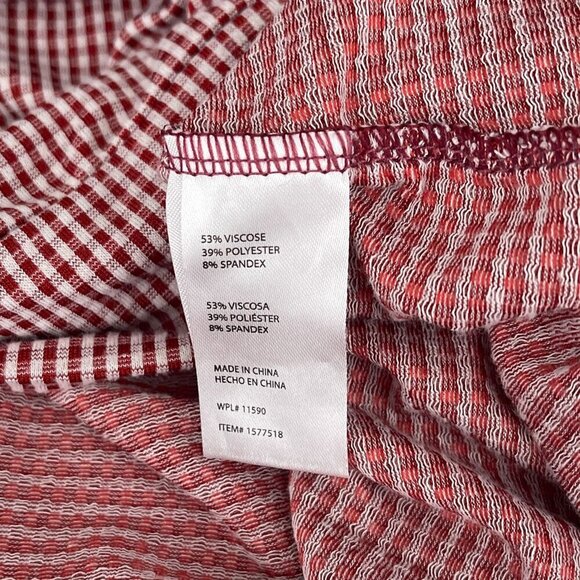 53% VISCOSE
39% POLYESTER
8% SPANDEX
53% VISCOSA
39% POLIÉSTER
8% SPANDEX
MADE IN CHINA
HECHO EN CHINA
WPL# 11590
ITEM# 1577518